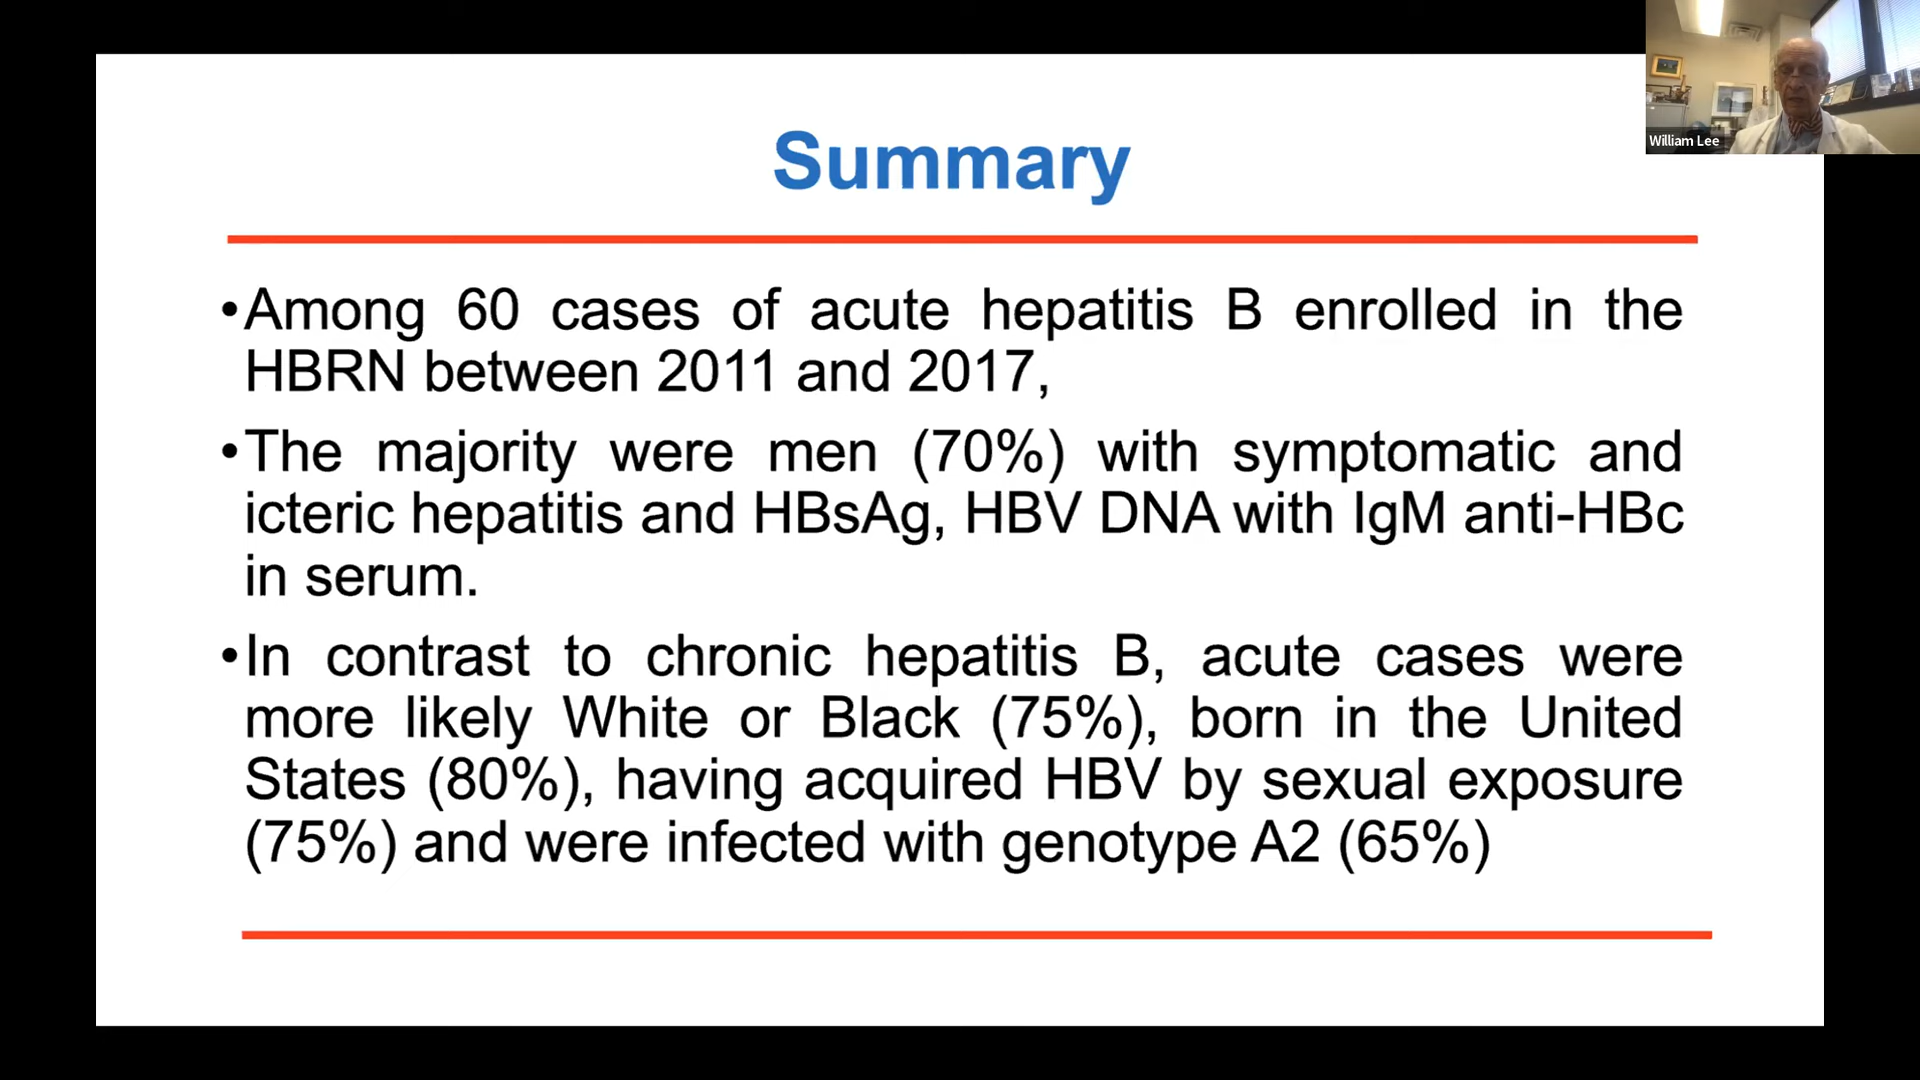 William Lee
Summary
•Among 60 cases of acute hepatitis B enrolled in the
HBRN between 2011 and 2017,
•The majority were men (70%) with symptomatic and
icteric hepatitis and HBsAg, HBV DNA with IgM anti-HBc
in serum.
•In contrast to chronic hepatitis B, acute cases were
more likely White or Black (75%), born in the United
States (80%), having acquired HBV by sexual exposure
(75%) and were infected with genotype A2 (65%)